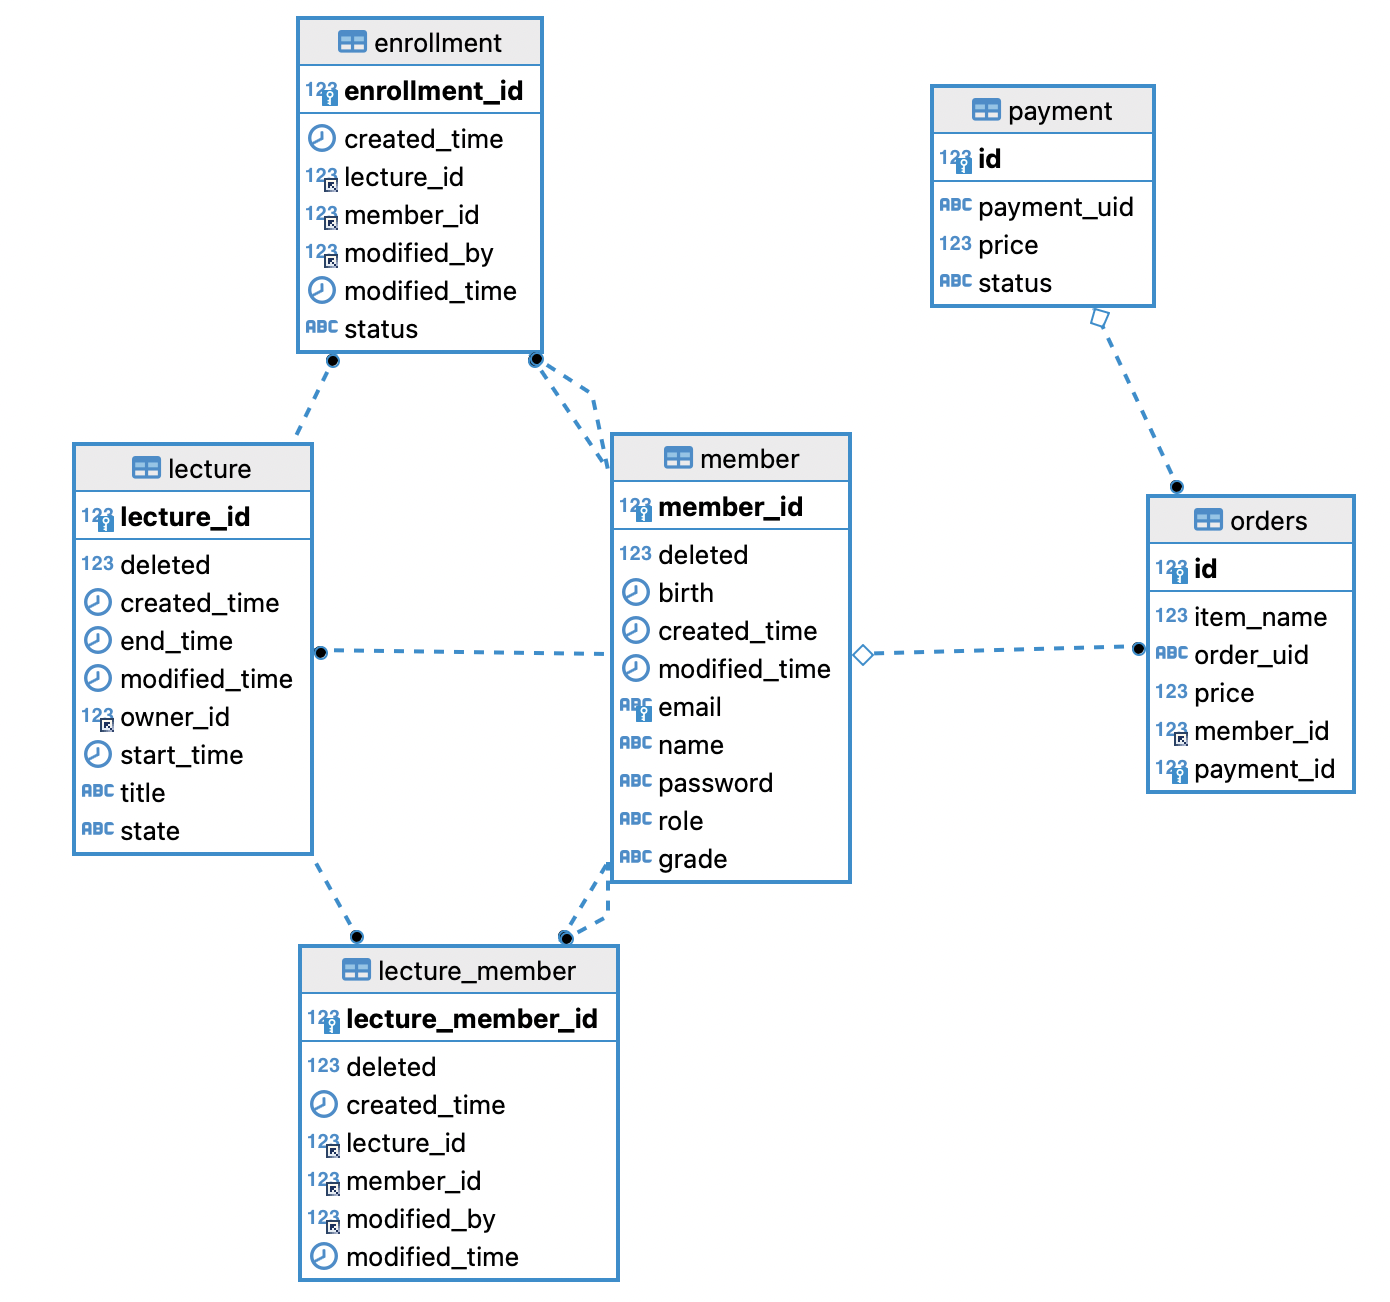 enrollment
123 enrollment_id
created_time
123 lecture_id
123 member_id
123 modified_by
modified_time
ABC status
payment
123 id
ABC payment_uid
123 price
ABC status
lecture
123 lecture_id
123 deleted
created_time
end_time
modified_time
123 owner_id
start_time
ABC title
ABC state
member
123 member_id
123 deleted
birth
created_time
modified_time
ABC email
ABC name
ABC password
ABC role
ABC grade
orders
123 id
123 item_name
ABC order_uid
123 price
123 member_id
123 payment_id
lecture_member
123 lecture_member_id
123 deleted
created_time
123 lecture_id
123 member_id
123 modified_by
modified_time